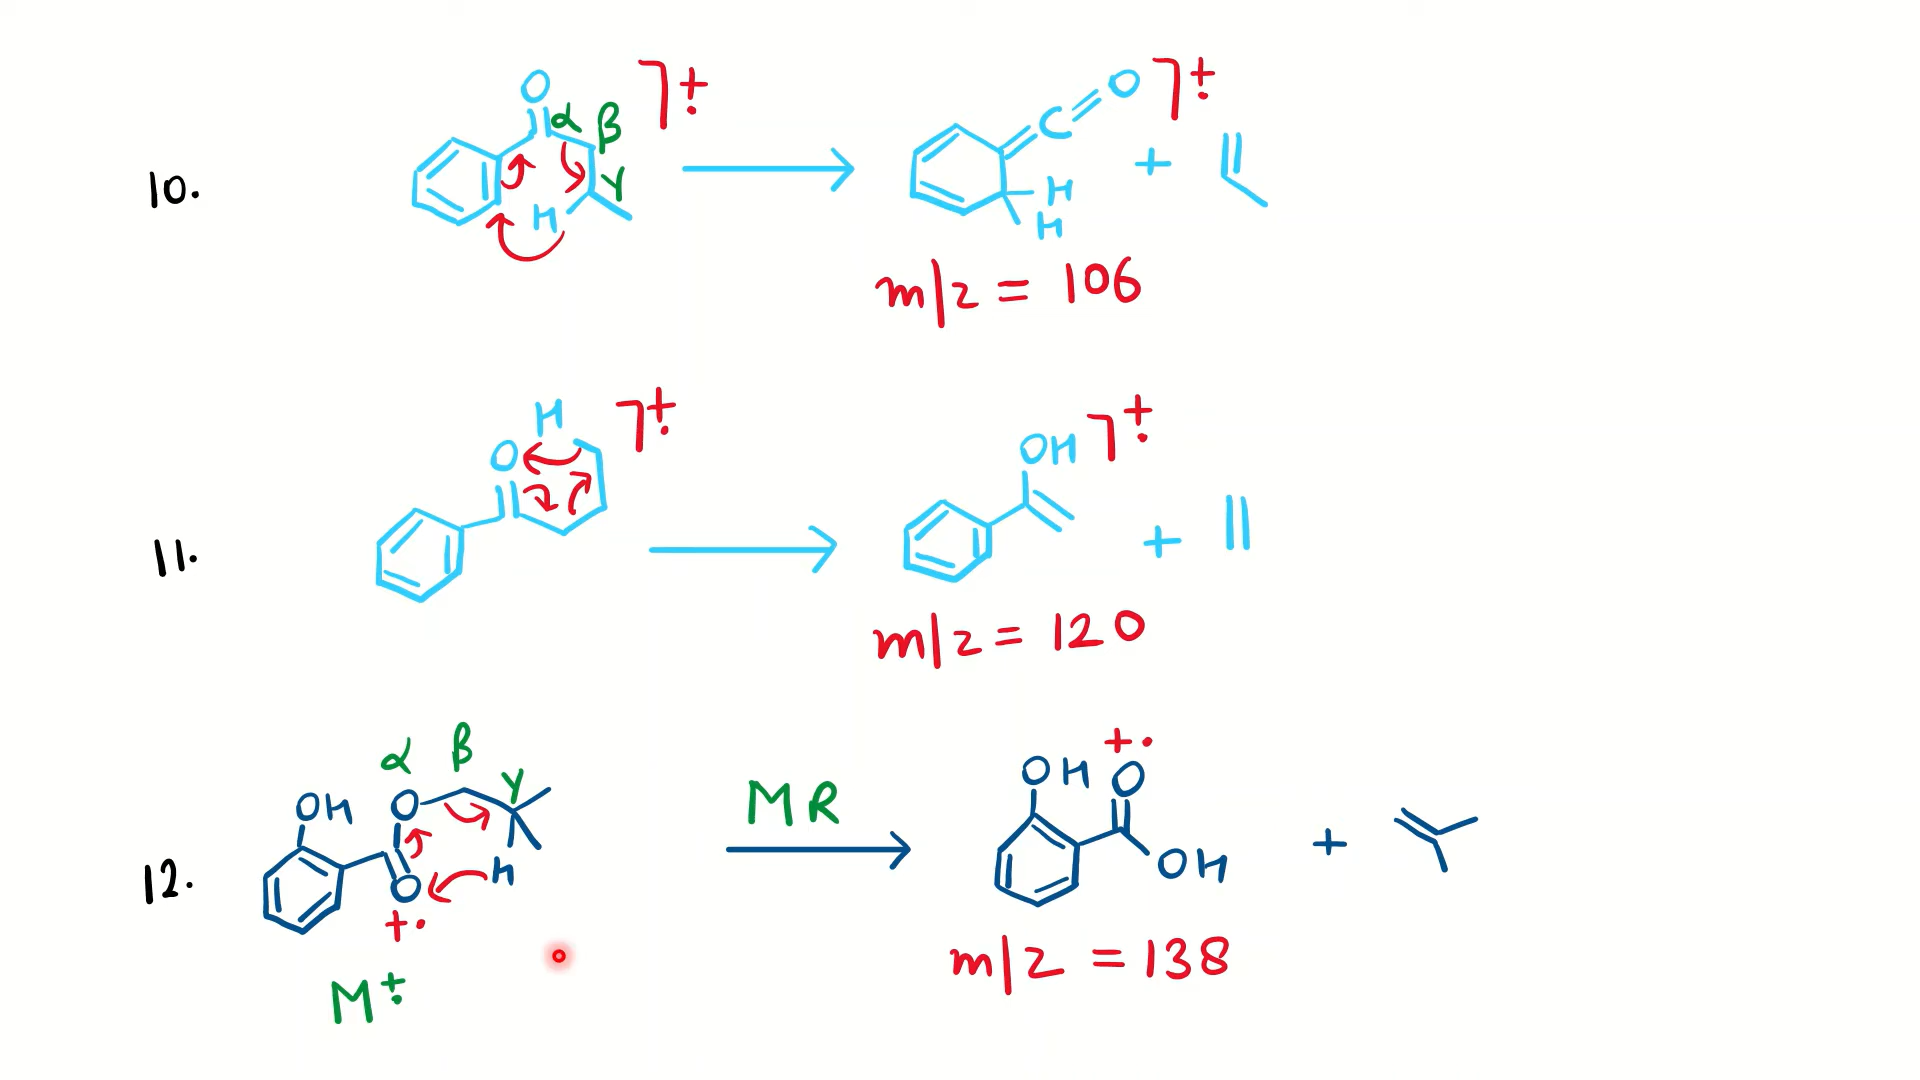 O ⌉+· O ⌉+·
α β C
10. γ + H
H H
m/z = 106
H ⌉+· OH ⌉+·
O
11. +
m/z = 120
α β γ +·
OH O MR OH O
12. O H OH +
+· m/z = 138
M+·